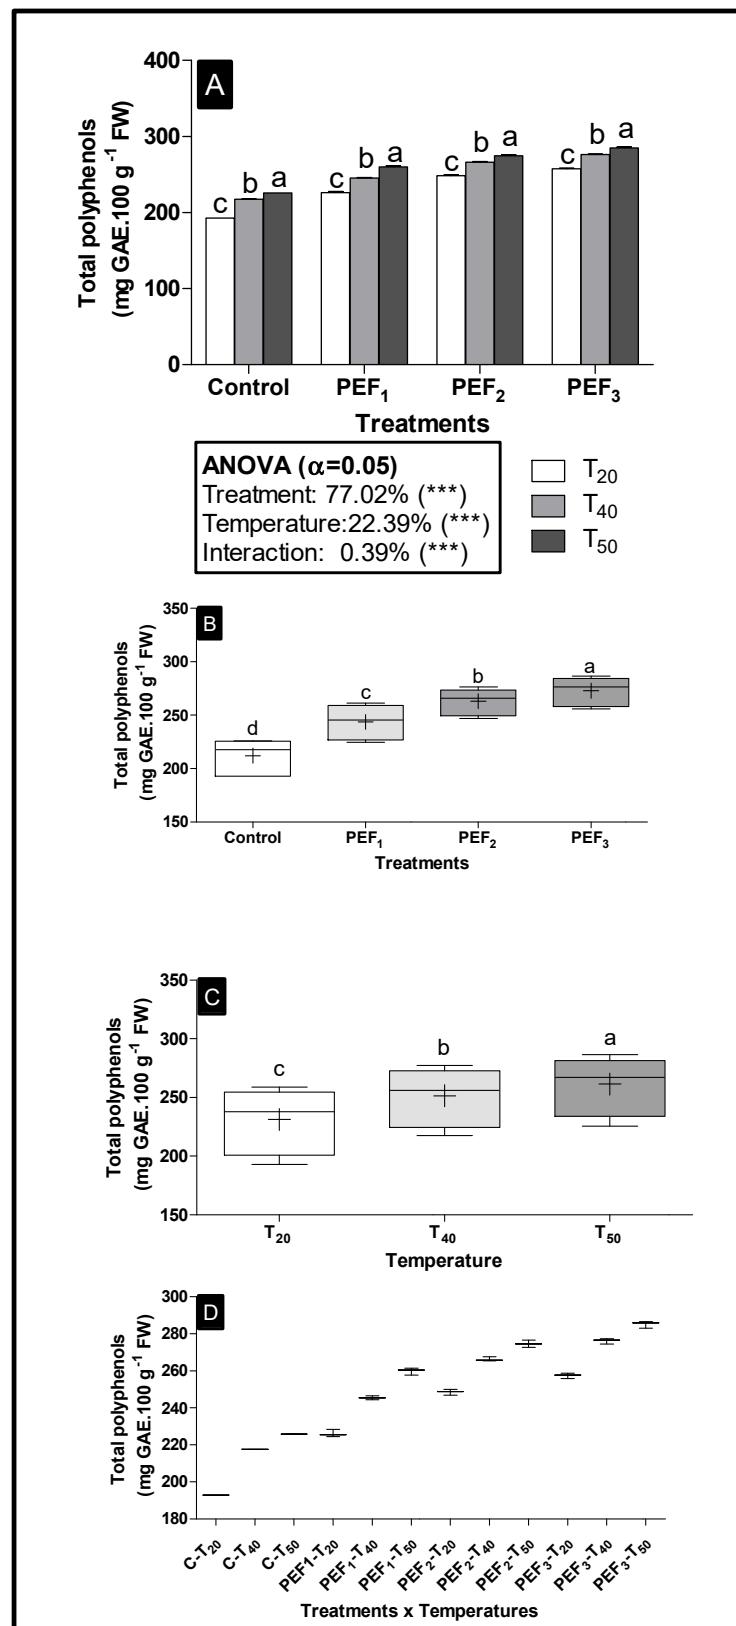 A
400
300
200
100
0
Total polyphenols
(mg GAE.100 g⁻¹ FW)
c b a c b a c b a c b a
Control PEF₁ PEF₂ PEF₃
Treatments
ANOVA (α=0.05)
Treatment: 77.02% (***)
Temperature:22.39% (***)
Interaction: 0.39% (***)
T₂₀
T₄₀
T₅₀
B
350
300
250
200
150
Total polyphenols
(mg GAE.100 g⁻¹ FW)
d c b a
Control PEF₁ PEF₂ PEF₃
Treatments
C
350
300
250
200
150
Total polyphenols
(mg GAE.100 g⁻¹ FW)
c b a
T₂₀ T₄₀ T₅₀
Temperature
D
300
280
260
240
220
200
180
Total polyphenols
(mg GAE.100 g⁻¹ FW)
C-T₂₀
C-T₄₀
C-T₅₀
PEF1-T₂₀
PEF₁-T₄₀
PEF₁-T₅₀
PEF₂-T₂₀
PEF₂-T₄₀
PEF₂-T₅₀
PEF₃-T₂₀
PEF₃-T₄₀
PEF₃-T₅₀
Treatments x Temperatures